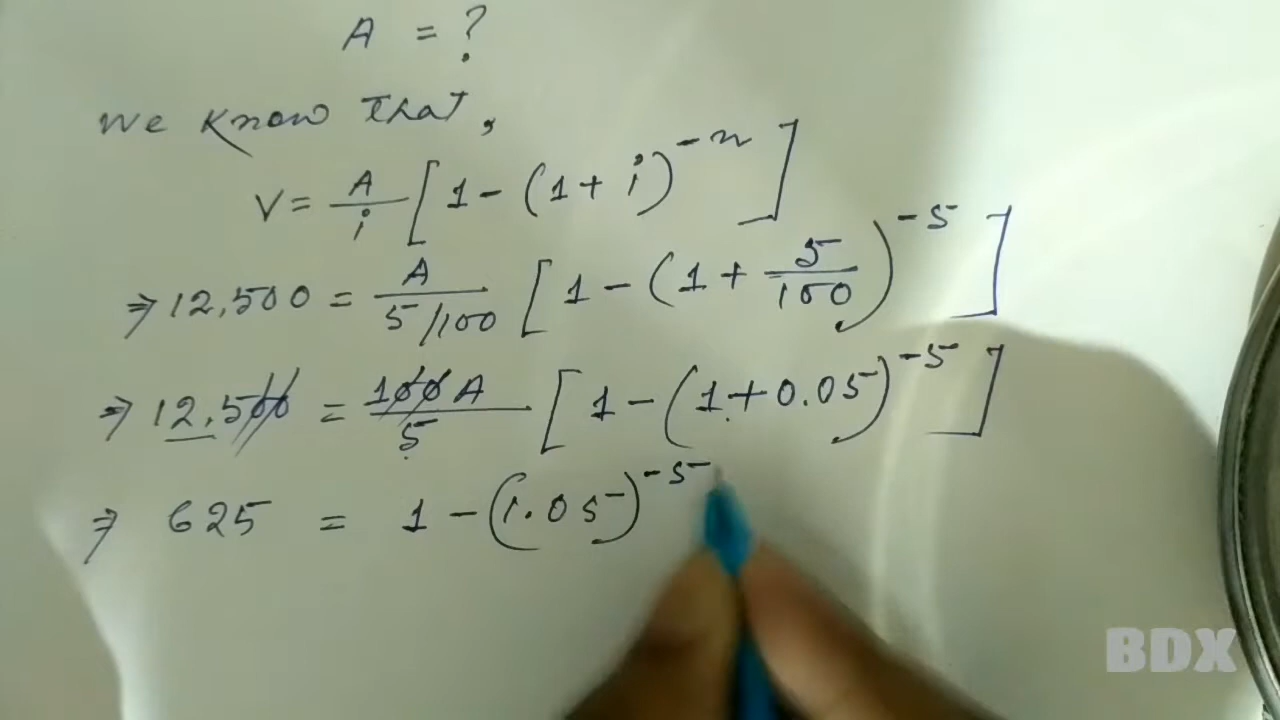 A = ?
We know that,
V = A/i [1 - (1 + i)^-n]
⇒ 12,500 = A/(5/100) [1 - (1 + 5/100)^-5]
⇒ 12,500 = 100A/5 [1 - (1 + 0.05)^-5]
⇒ 625 = 1 - (1.05)^-5
BDX